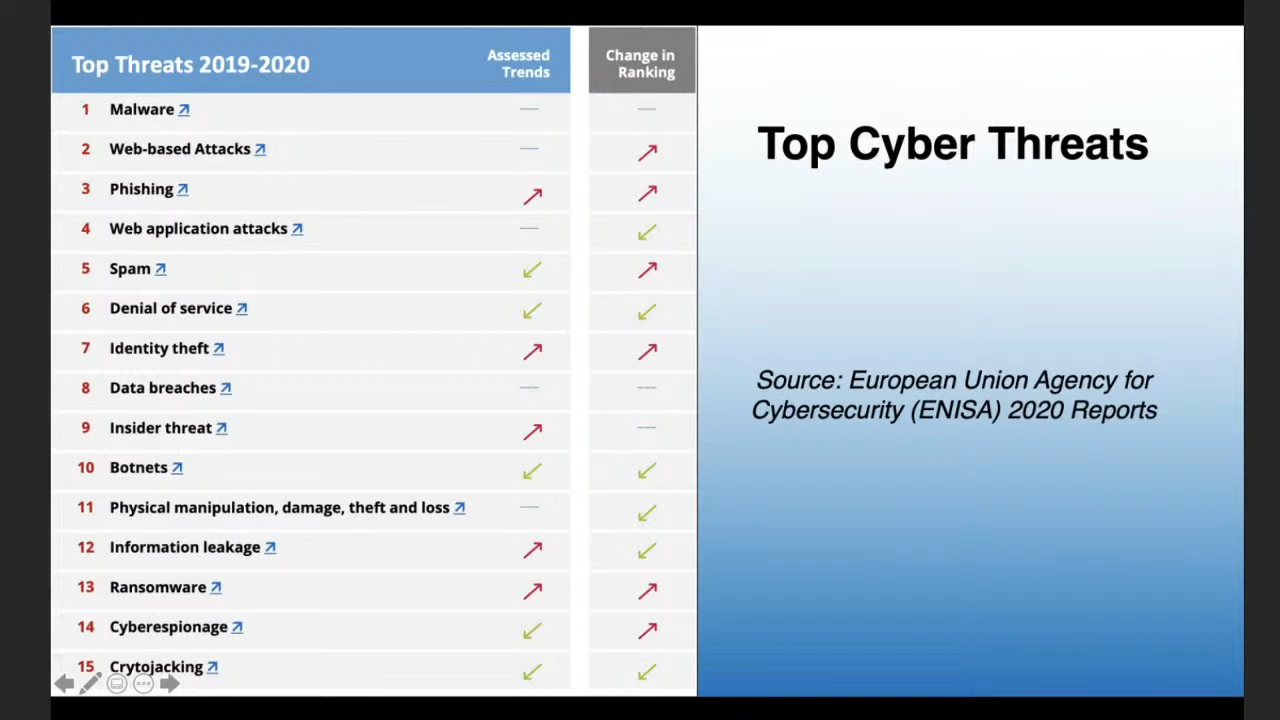 Top Threats 2019-2020
Assessed
Trends
Change in
Ranking
1 Malware
2 Web-based Attacks
3 Phishing
4 Web application attacks
5 Spam
6 Denial of service
7 Identity theft
8 Data breaches
9 Insider threat
10 Botnets
11 Physical manipulation, damage, theft and loss
12 Information leakage
13 Ransomware
14 Cyberespionage
15 Crytojacking
Top Cyber Threats
Source: European Union Agency for
Cybersecurity (ENISA) 2020 Reports